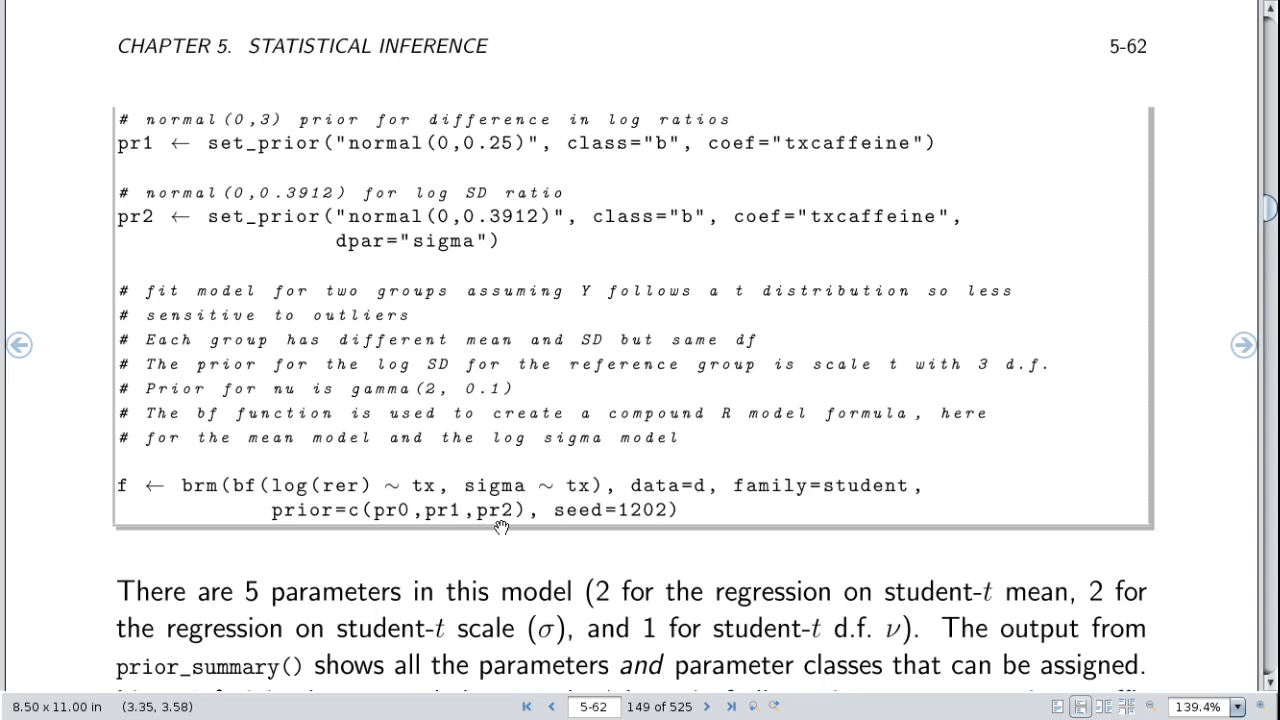 CHAPTER 5. STATISTICAL INFERENCE 5-62
# normal(0,3) prior for difference in log ratios
pr1 ← set_prior("normal(0,0.25)", class="b", coef="txcaffeine")
# normal(0,0.3912) for log SD ratio
pr2 ← set_prior("normal(0,0.3912)", class="b", coef="txcaffeine",
dpar="sigma")
# fit model for two groups assuming Y follows a t distribution so less
# sensitive to outliers
# Each group has different mean and SD but same df
# The prior for the log SD for the reference group is scale t with 3 d.f.
# Prior for nu is gamma(2, 0.1)
# The bf function is used to create a compound R model formula, here
# for the mean model and the log sigma model
f ← brm(bf(log(rer) ∼ tx, sigma ∼ tx), data=d, family=student,
prior=c(pr0,pr1,pr2), seed=1202)
There are 5 parameters in this model (2 for the regression on student-t mean, 2 for
the regression on student-t scale (σ), and 1 for student-t d.f. ν). The output from
prior_summary() shows all the parameters and parameter classes that can be assigned.
8.50 x 11.00 in (3.35, 3.58) 5-62 149 of 525 139.4%